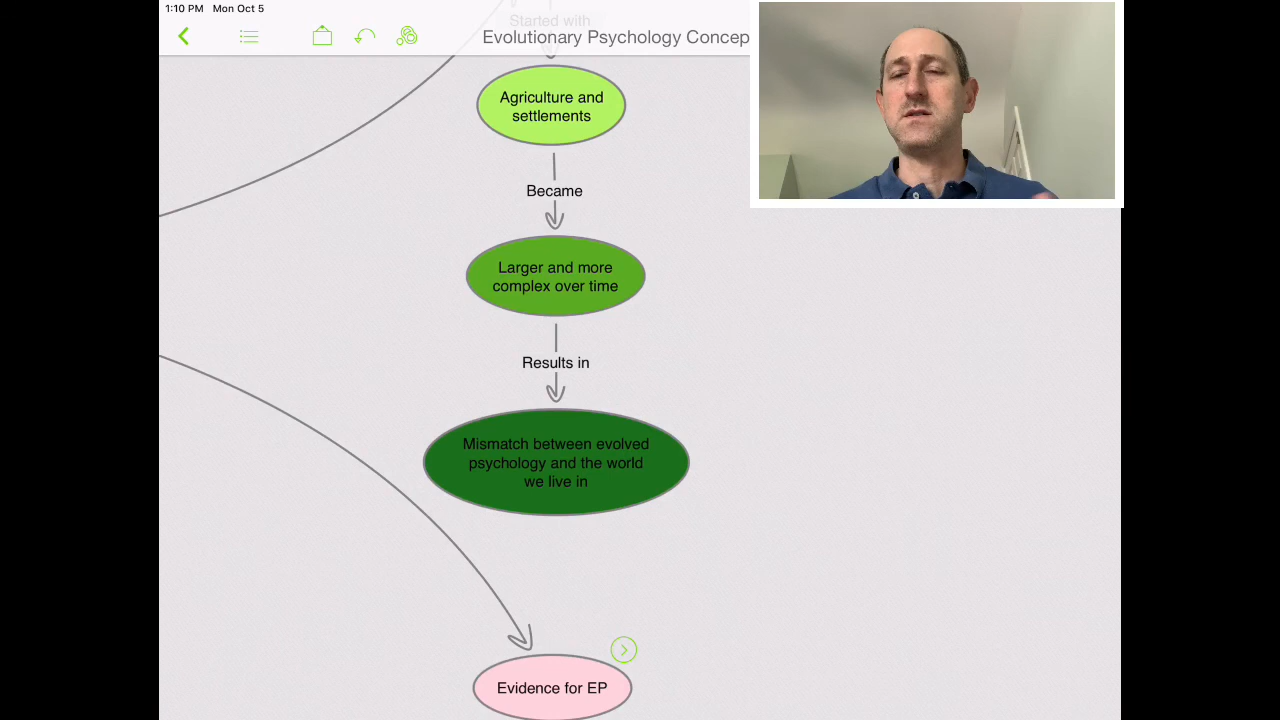 1:10 PM Mon Oct 5
Started with
Evolutionary Psychology Concep
Agriculture and
settlements
Became
Larger and more
complex over time
Results in
Mismatch between evolved
psychology and the world
we live in
Evidence for EP